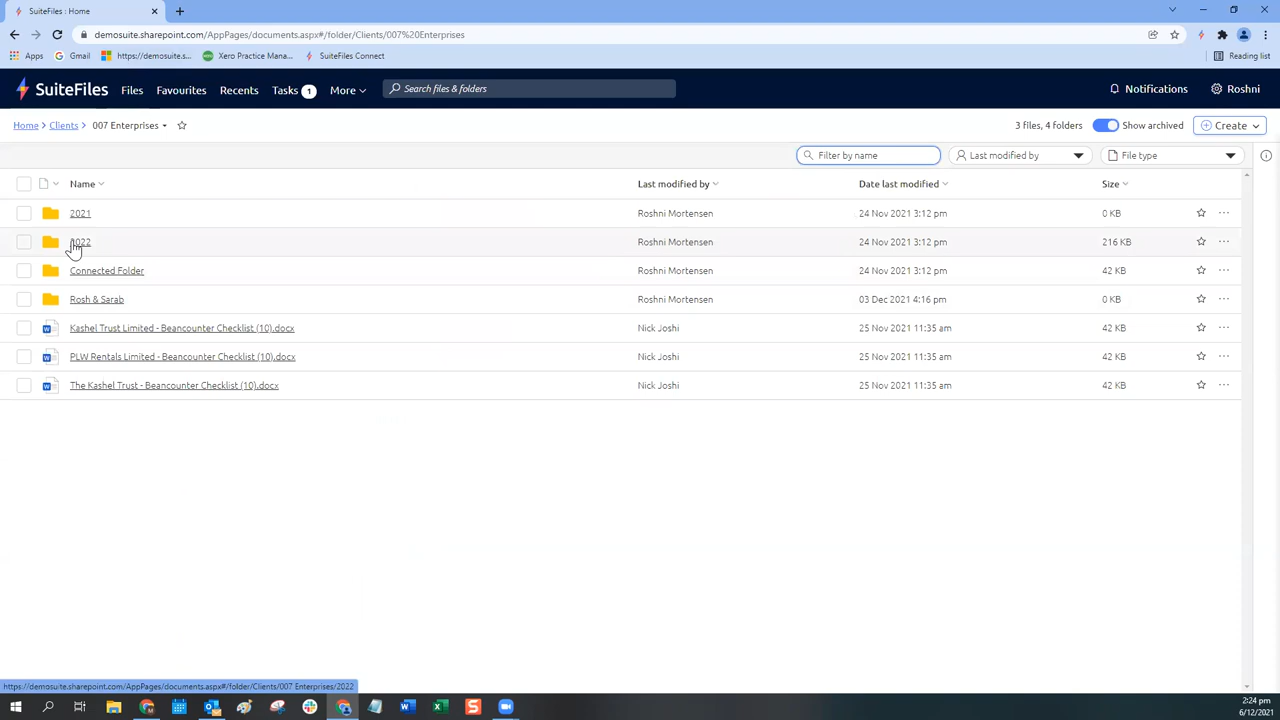 SuiteFiles : Home
demosuite.sharepoint.com/AppPages/documents.aspx#/folder/Clients/007%20Enterprises
Apps Gmail https://demosuite.s... Xero Practice Mana... SuiteFiles Connect Reading list
SuiteFiles Files Favourites Recents Tasks 1 More Search files & folders Notifications Roshni
Home > Clients > 007 Enterprises 3 files, 4 folders Show archived Create
Filter by name Last modified by File type
Name Last modified by Date last modified Size
2021 Roshni Mortensen 24 Nov 2021 3:12 pm 0 KB
2022 Roshni Mortensen 24 Nov 2021 3:12 pm 216 KB
Connected Folder Roshni Mortensen 24 Nov 2021 3:12 pm 42 KB
Rosh & Sarab Roshni Mortensen 03 Dec 2021 4:16 pm 0 KB
Kashel Trust Limited - Beancounter Checklist (10).docx Nick Joshi 25 Nov 2021 11:35 am 42 KB
PLW Rentals Limited - Beancounter Checklist (10).docx Nick Joshi 25 Nov 2021 11:35 am 42 KB
The Kashel Trust - Beancounter Checklist (10).docx Nick Joshi 25 Nov 2021 11:35 am 42 KB
https://demosuite.sharepoint.com/AppPages/documents.aspx#/folder/Clients/007 Enterprises/2022
2:24 pm
6/12/2021